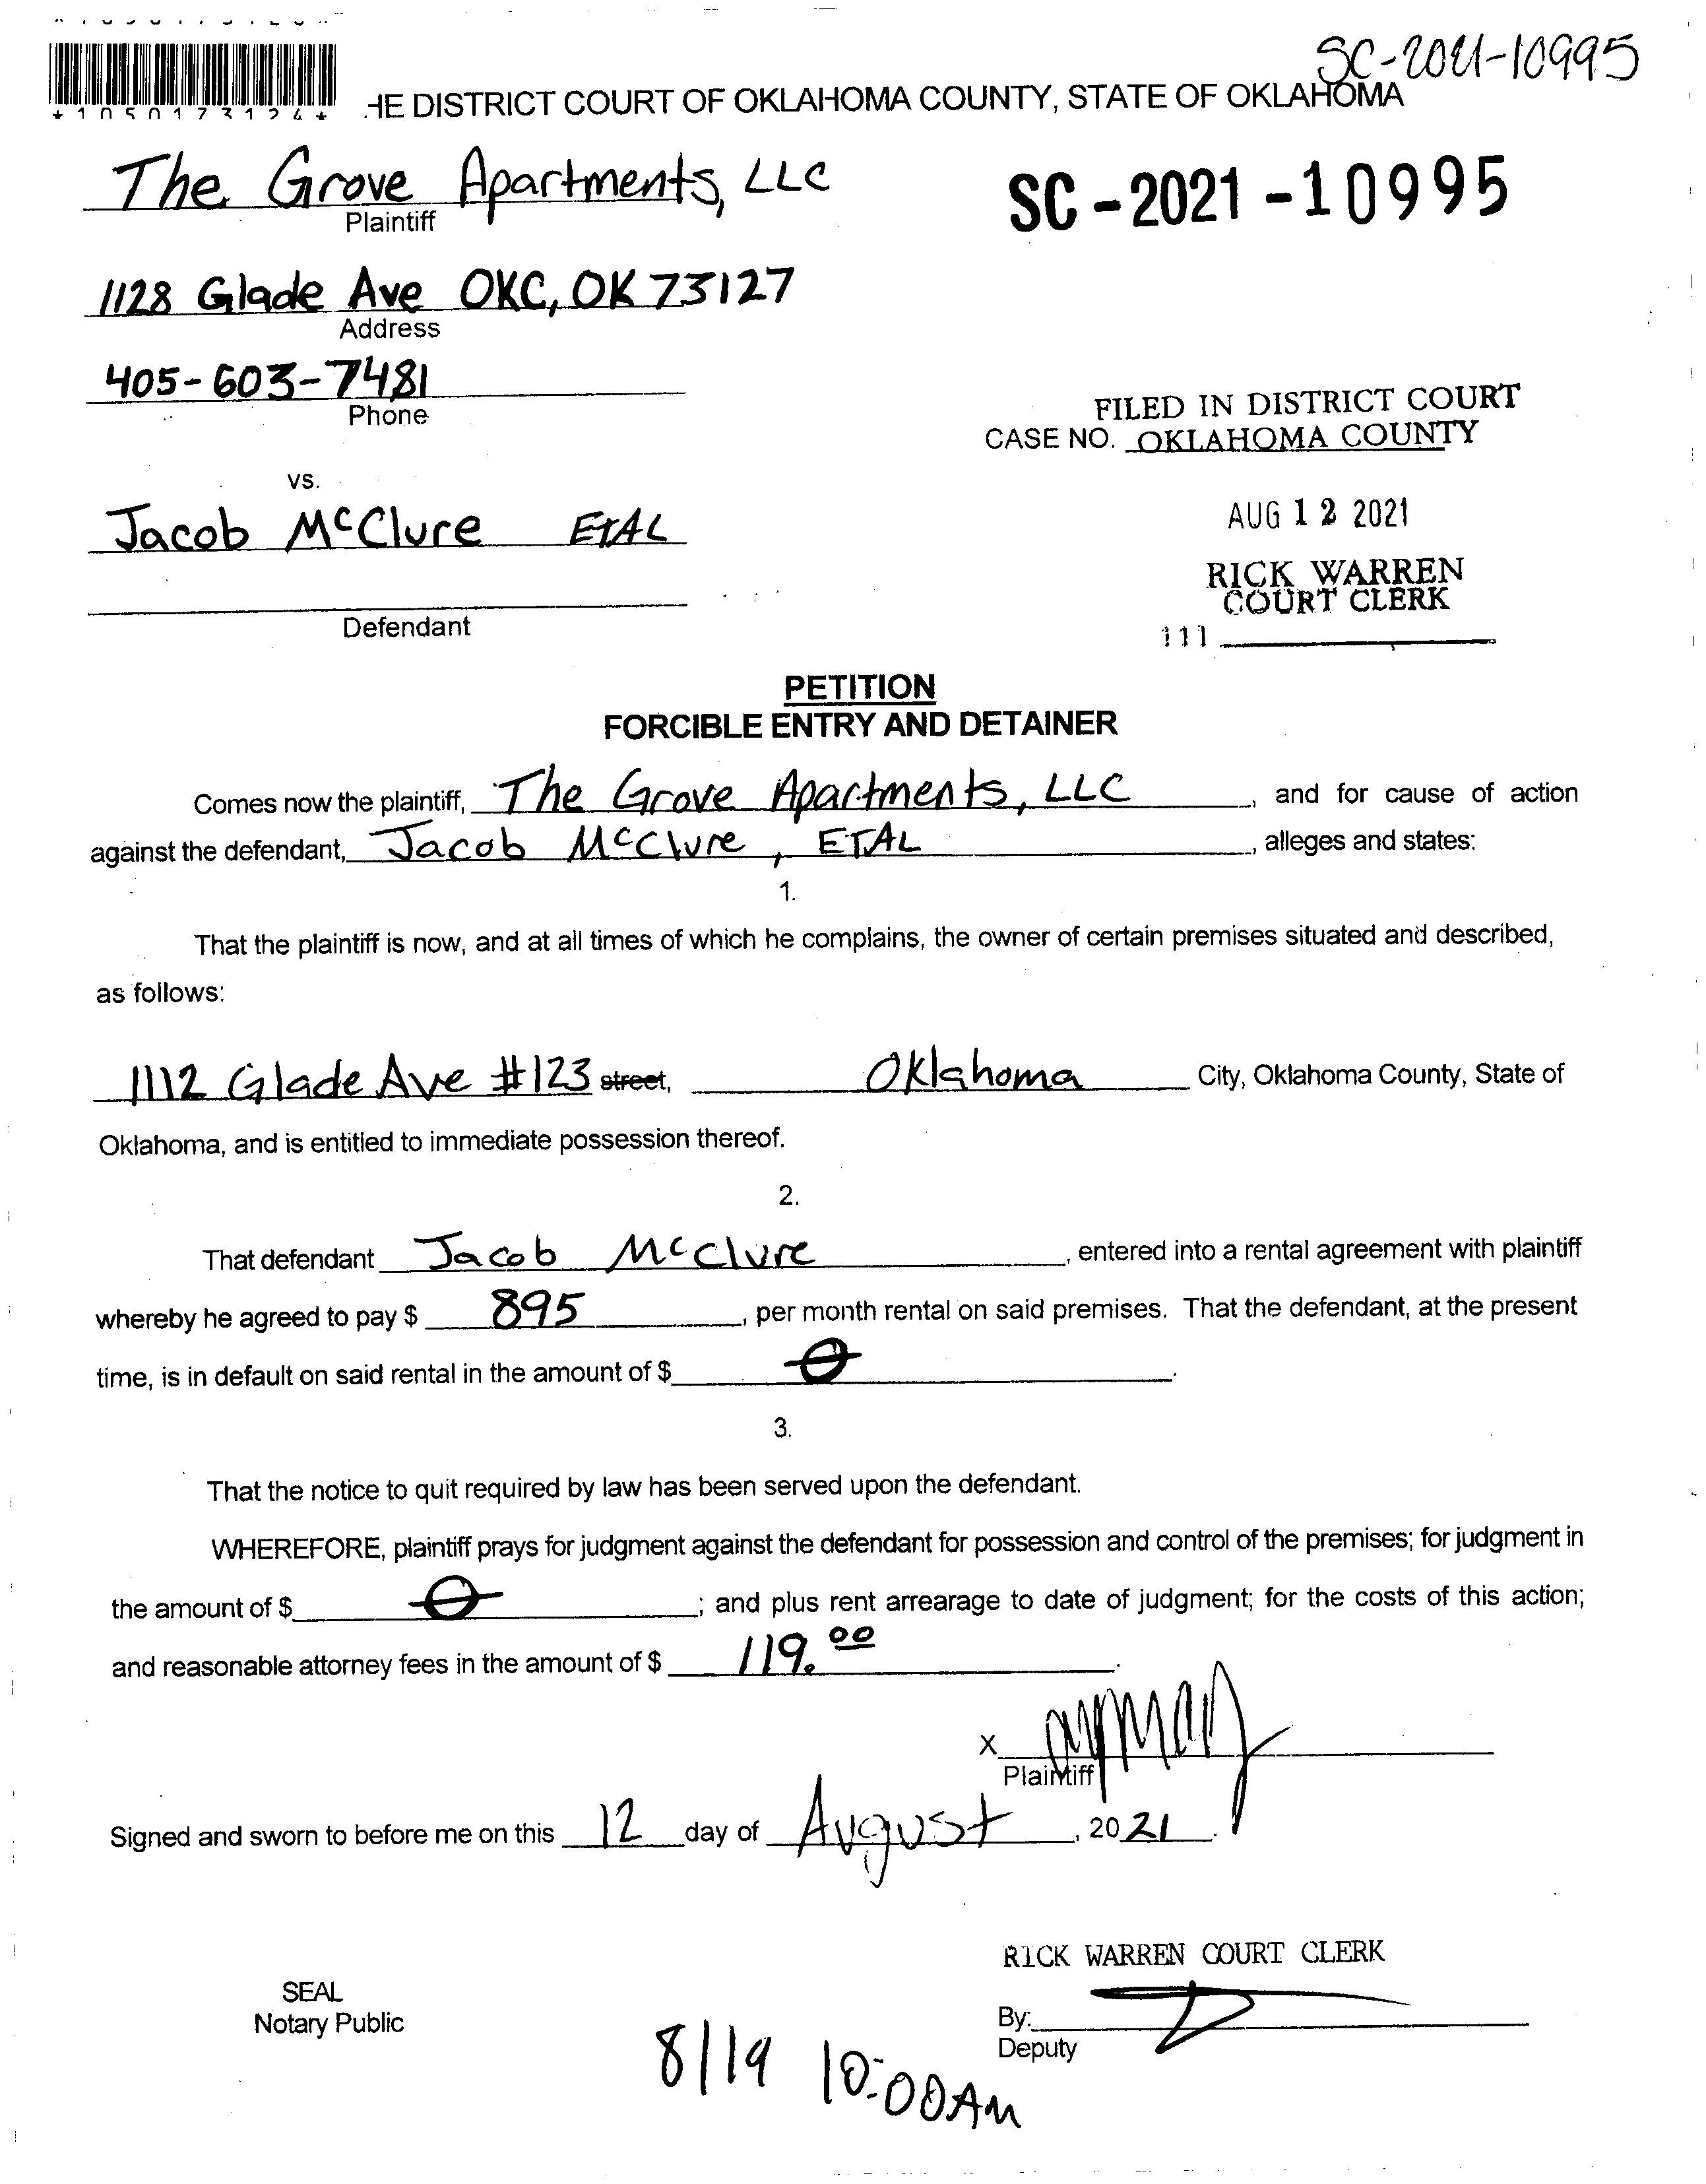 SC-2021-10995
*1050173124*
HE DISTRICT COURT OF OKLAHOMA COUNTY, STATE OF OKLAHOMA
The Grove Apartments, LLC
Plaintiff
SC-2021-10995
1128 Glade Ave OKC, OK 73127
Address
405-603-7481
Phone
FILED IN DISTRICT COURT
CASE NO. OKLAHOMA COUNTY
vs.
AUG 12 2021
Jacob McClure ETAL
RICK WARREN
COURT CLERK
Defendant
111
PETITION
FORCIBLE ENTRY AND DETAINER
Comes now the plaintiff, The Grove Apartments, LLC, and for cause of action
against the defendant, Jacob McClure, ETAL, alleges and states:
1.
That the plaintiff is now, and at all times of which he complains, the owner of certain premises situated and described,
as follows:
1112 Glade Ave #123 street, Oklahoma City, Oklahoma County, State of
Oklahoma, and is entitled to immediate possession thereof.
2.
That defendant Jacob McClure, entered into a rental agreement with plaintiff
whereby he agreed to pay $ 895, per month rental on said premises. That the defendant, at the present
time, is in default on said rental in the amount of $ 0.
3.
That the notice to quit required by law has been served upon the defendant.
WHEREFORE, plaintiff prays for judgment against the defendant for possession and control of the premises; for judgment in
the amount of $ 0; and plus rent arrearage to date of judgment; for the costs of this action;
and reasonable attorney fees in the amount of $ 119.00.
X
Plaintiff
Signed and sworn to before me on this 12 day of August, 2021.
RICK WARREN COURT CLERK
SEAL
Notary Public
By:
Deputy
8/19 10:00AM